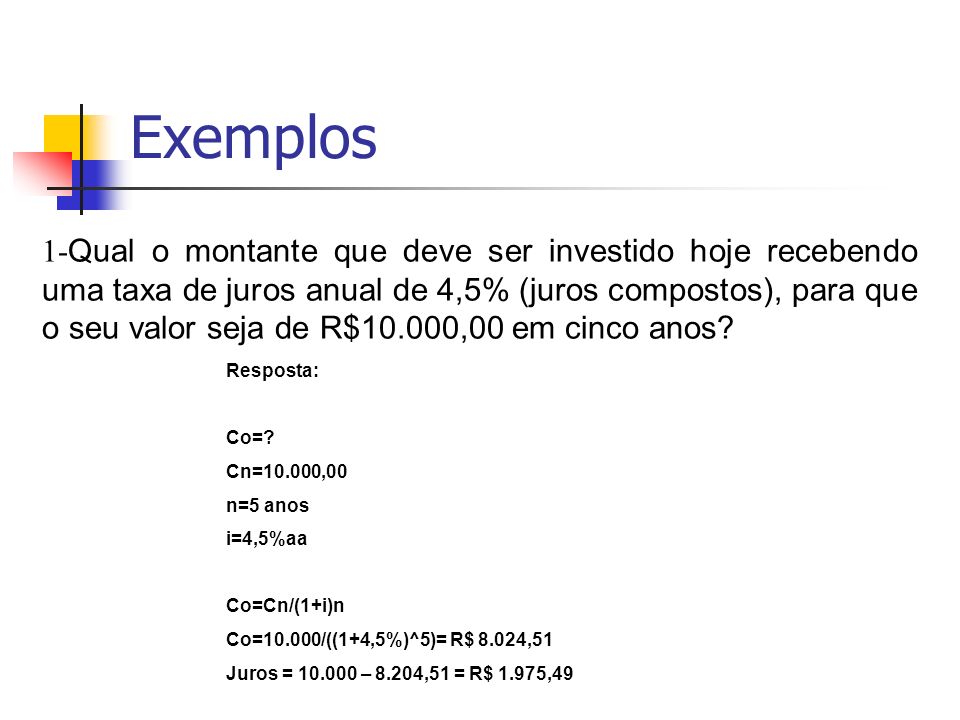 Exemplos
1-Qual o montante que deve ser investido hoje recebendo
uma taxa de juros anual de 4,5% (juros compostos), para que
o seu valor seja de R$10.000,00 em cinco anos?
Resposta:
Co=?
Cn=10.000,00
n=5 anos
i=4,5%aa
Co=Cn/(1+i)n
Co=10.000/((1+4,5%)^5)= R$ 8.024,51
Juros = 10.000 – 8.204,51 = R$ 1.975,49